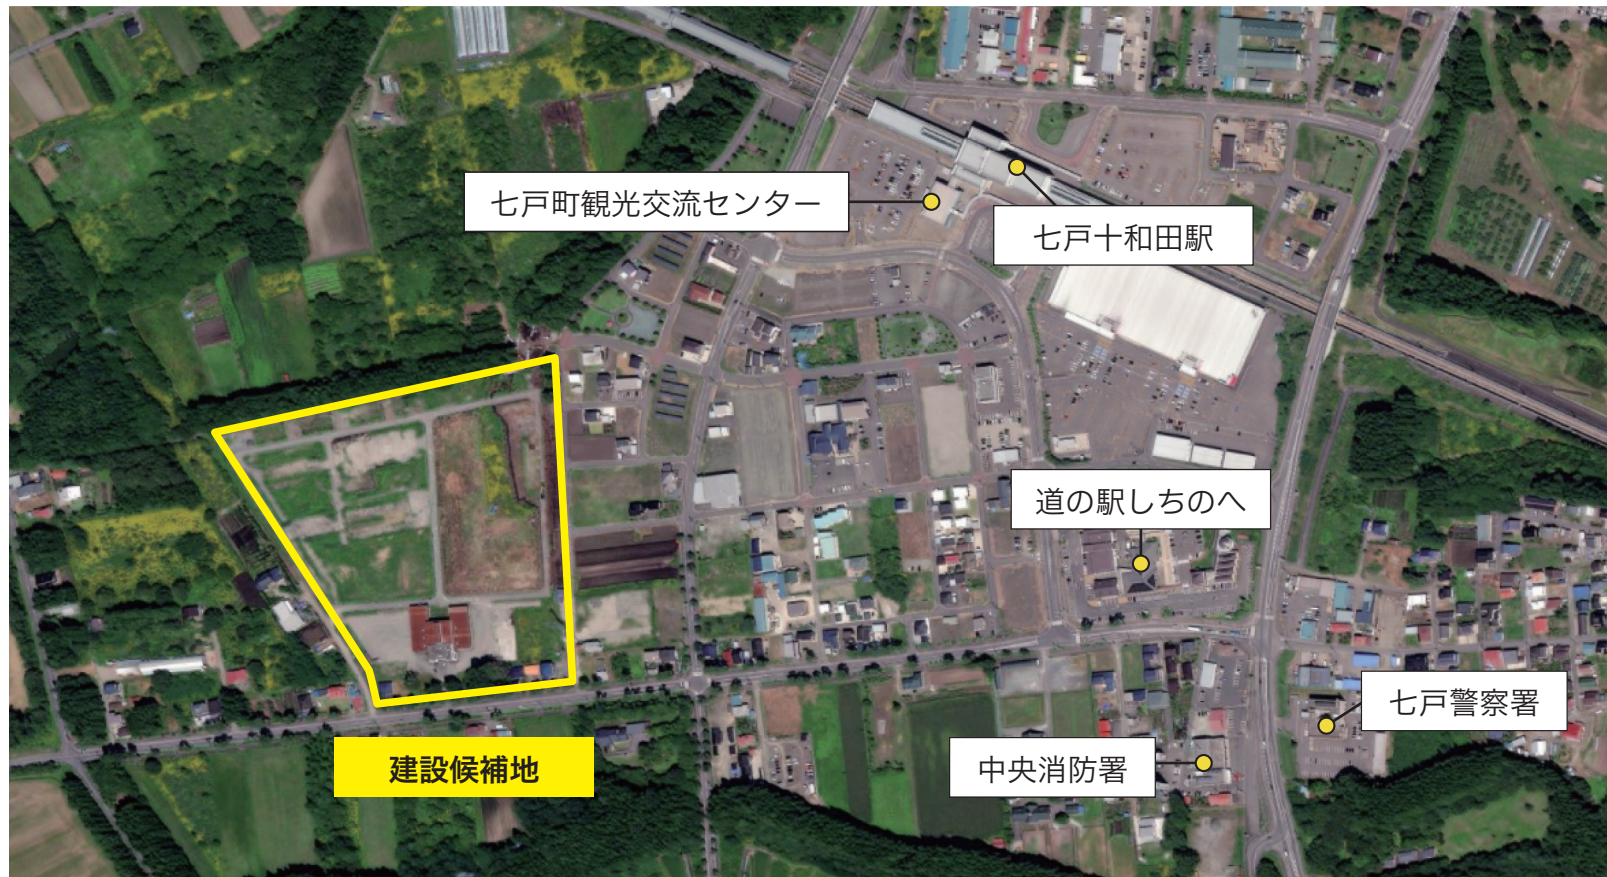 七戸町観光交流センター
七戸十和田駅
道の駅しちのへ
七戸警察署
建設候補地
中央消防署